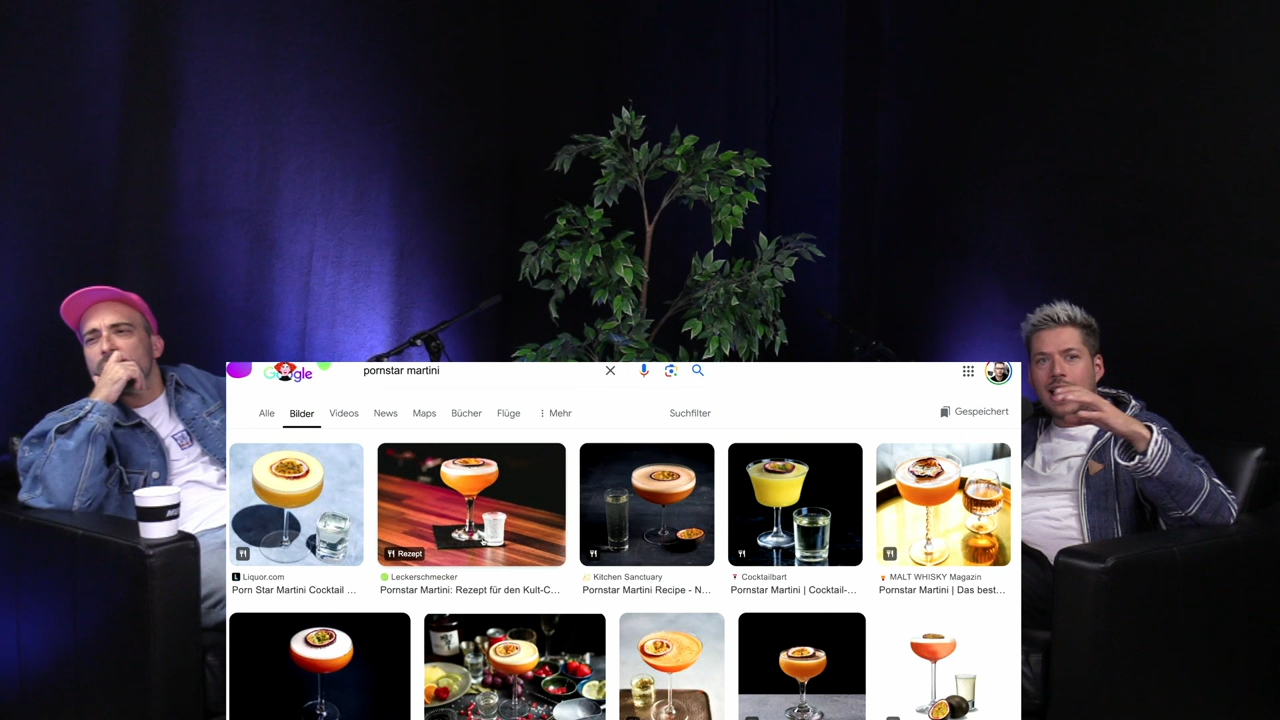 Google
pornstar martini
Alle
Bilder
Videos
News
Maps
Bücher
Flüge
Mehr
Suchfilter
Gespeichert
Rezept
Liquor.com
Porn Star Martini Cocktail ...
Leckerschmecker
Pornstar Martini: Rezept für den Kult-C...
Kitchen Sanctuary
Pornstar Martini Recipe - N...
Cocktailbart
Pornstar Martini | Cocktail-...
MALT WHISKY Magazin
Pornstar Martini | Das best...